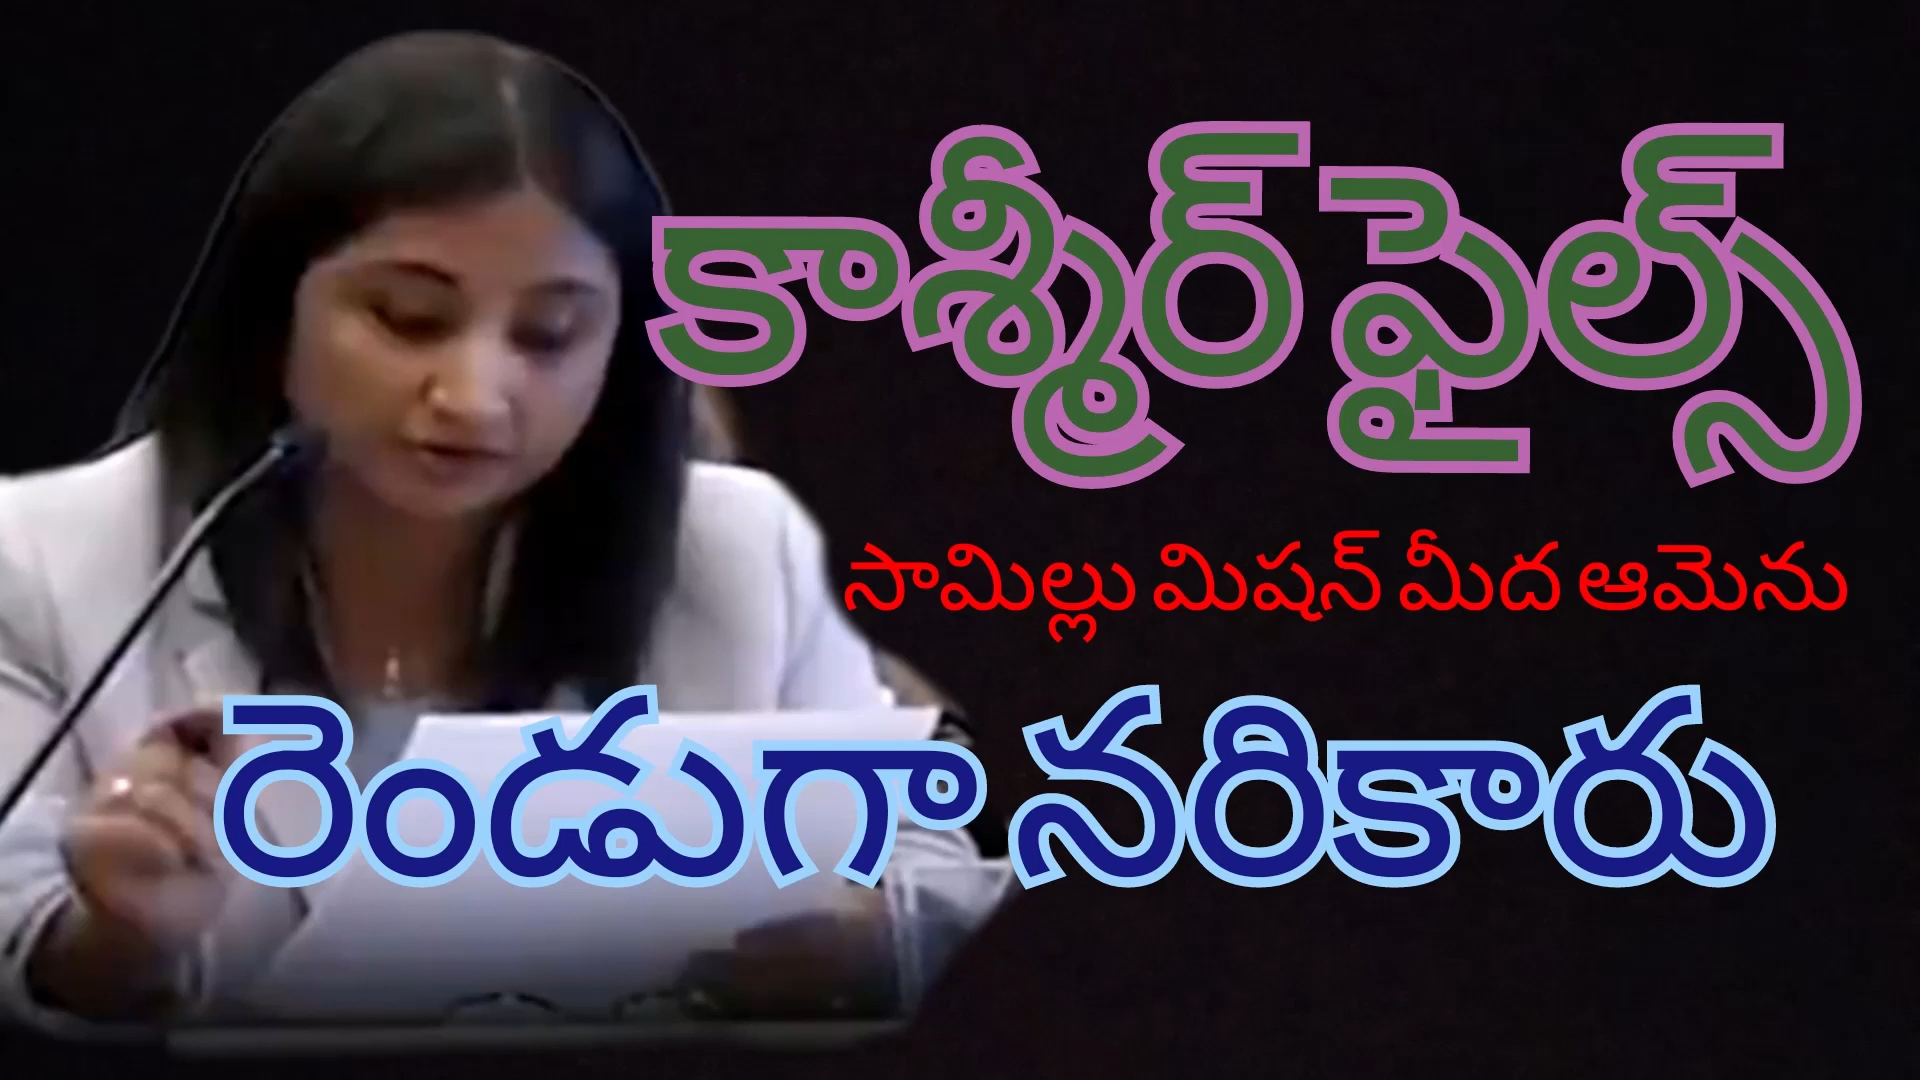 కాశ్మీర్ ఫైల్స్
సామిల్లు మిషన్ మీద ఆమెను
రెండుగా నరికారు